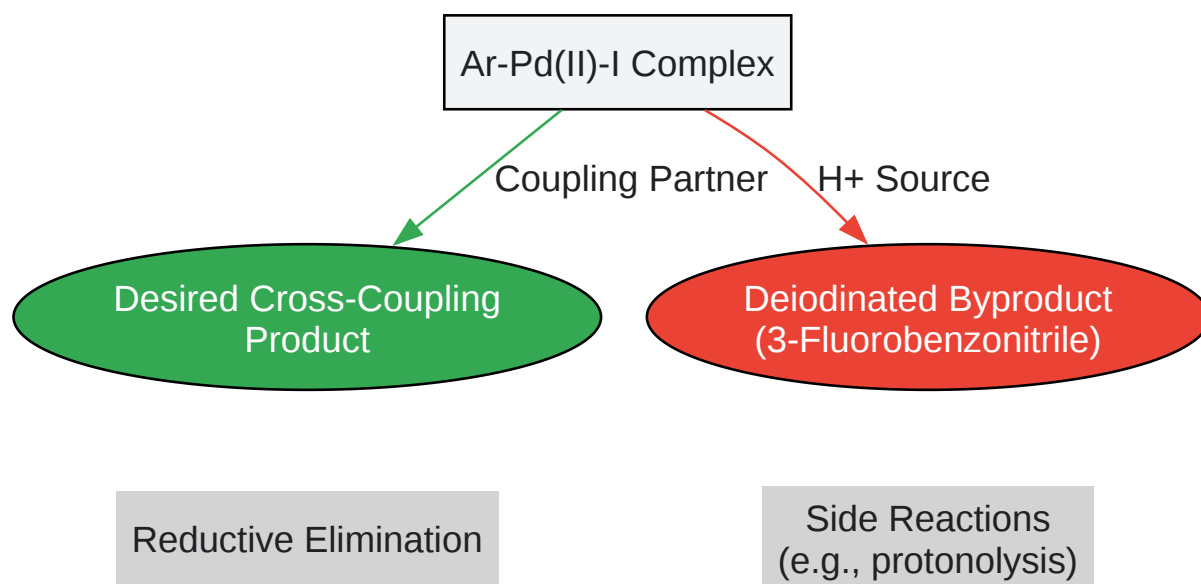 Ar-Pd(II)-I Complex
Coupling Partner
H+ Source
Desired Cross-Coupling
Product
Deiodinated Byproduct
(3-Fluorobenzonitrile)
Reductive Elimination
Side Reactions
(e.g., protonolysis)